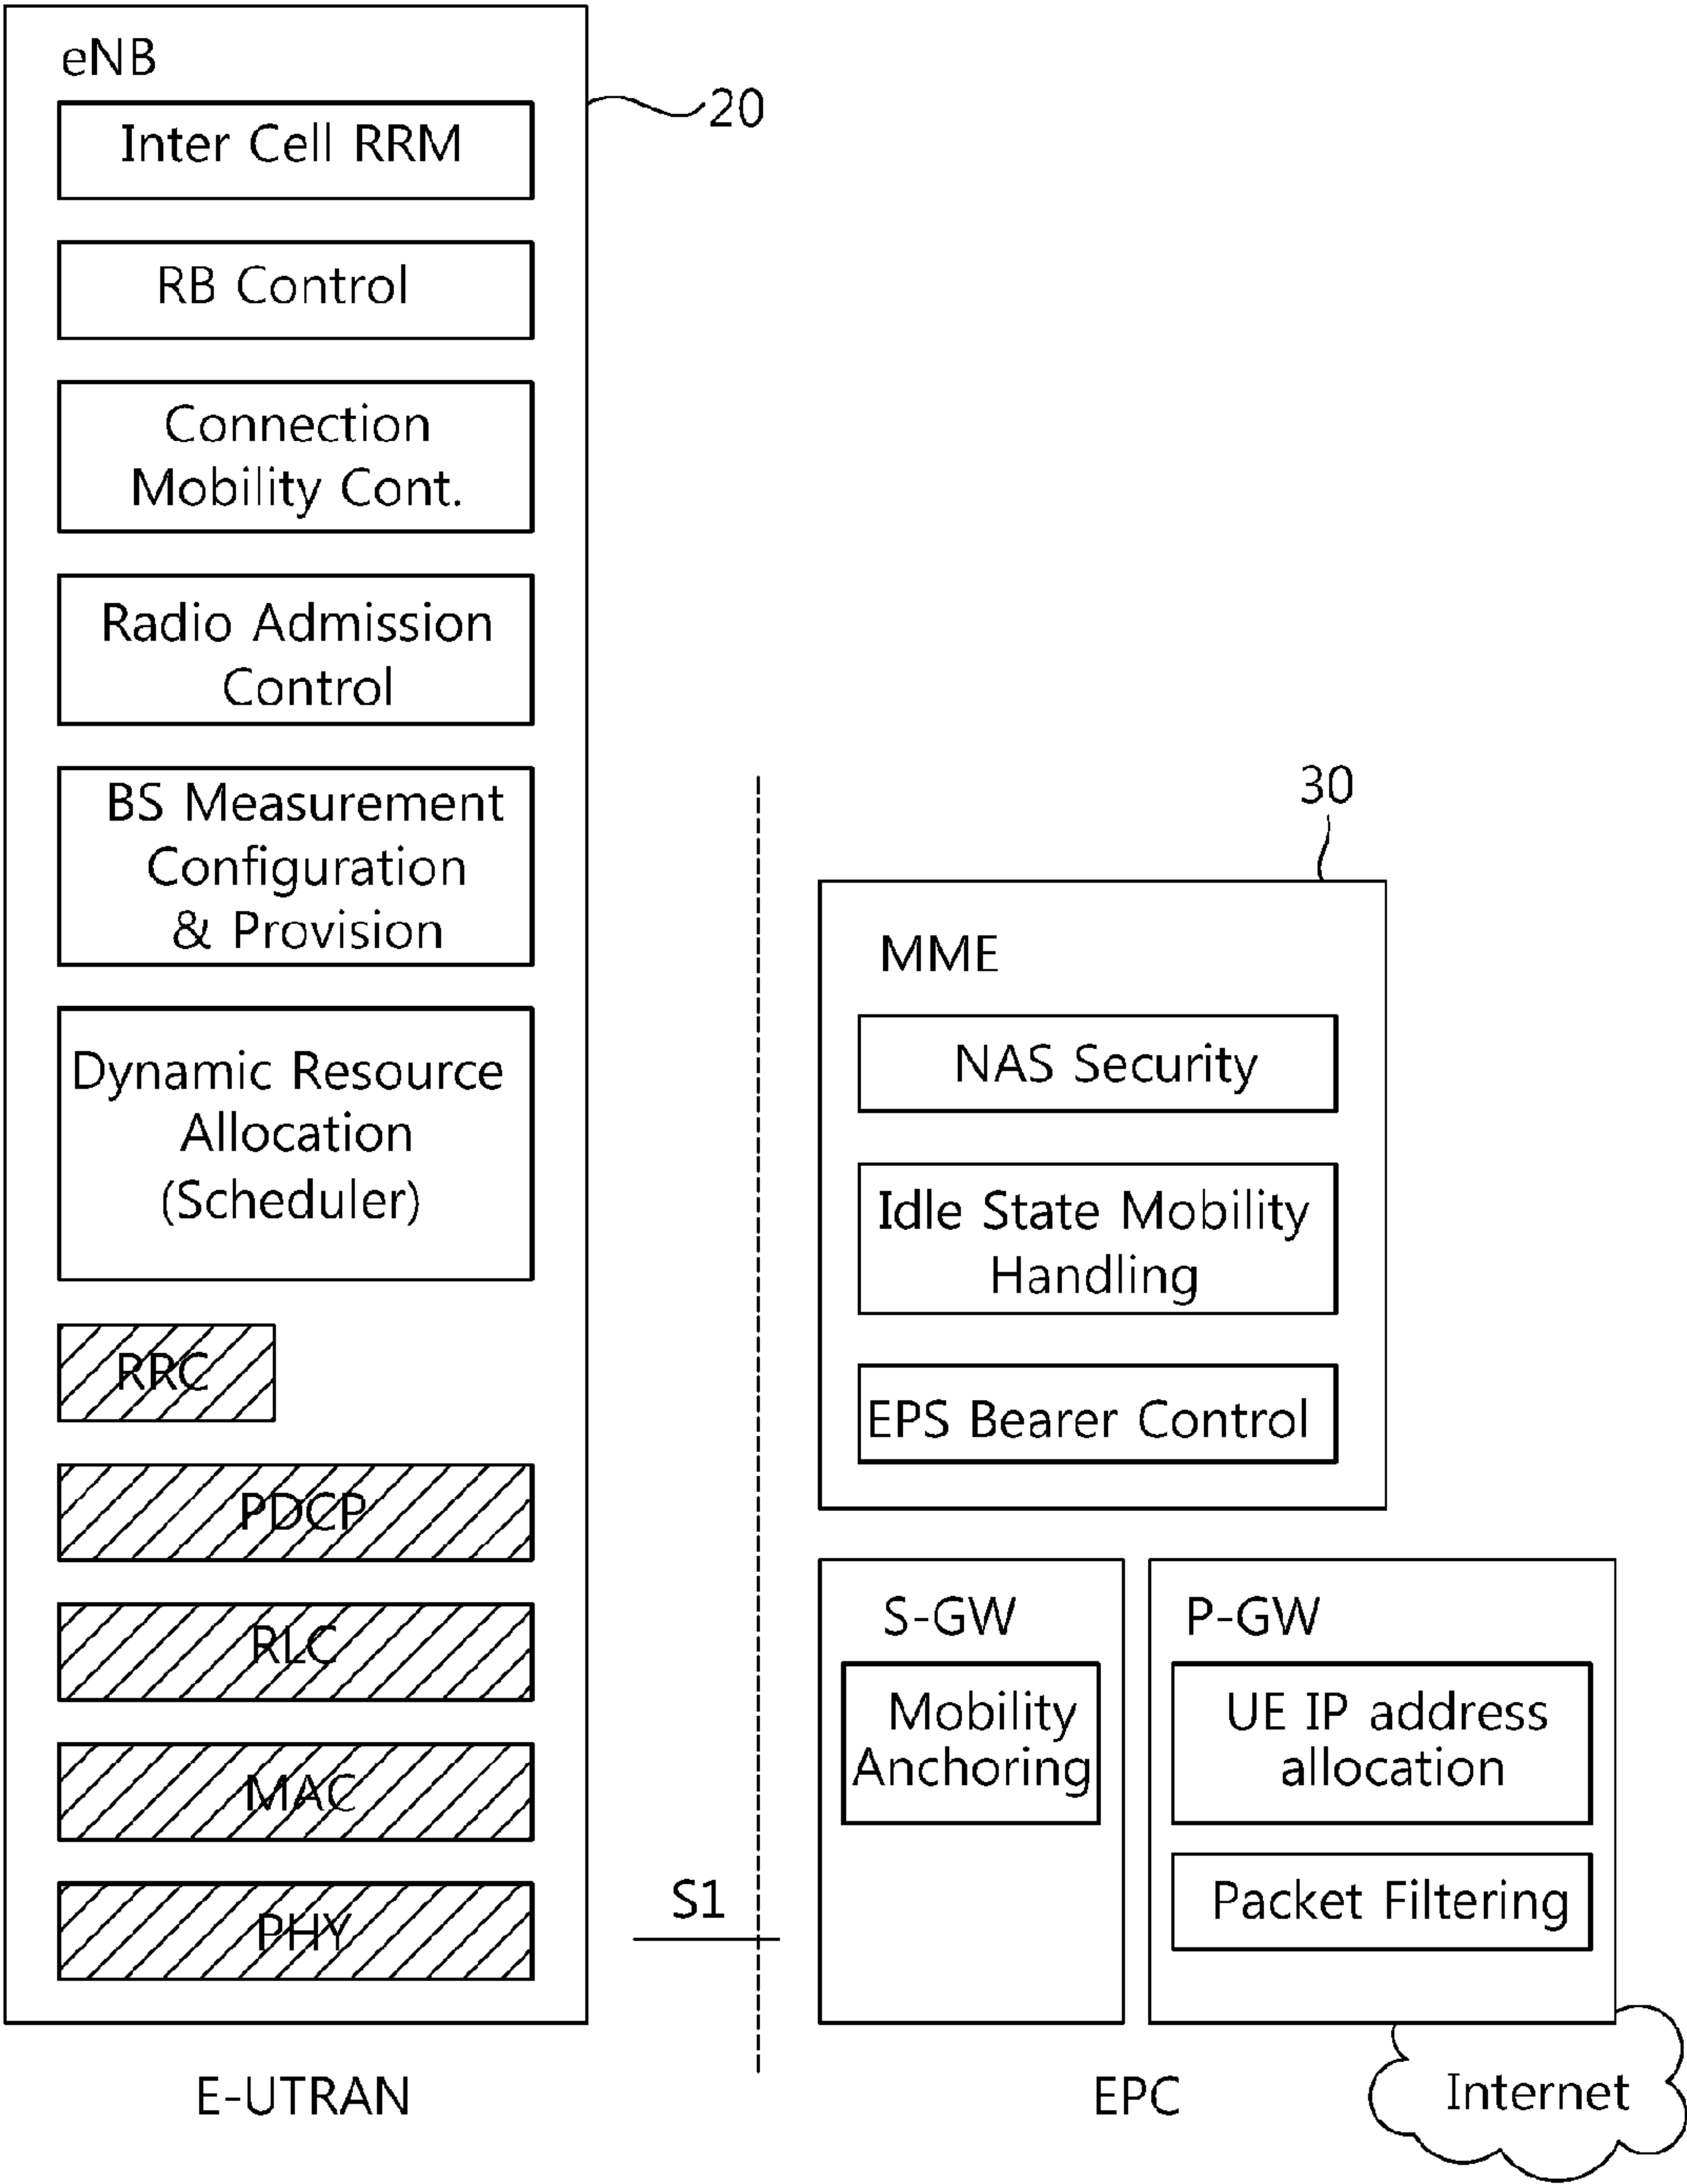 eNB
20
Inter Cell RRM
RB Control
Connection
Mobility Cont.
Radio Admission
Control
BS Measurement
Configuration
& Provision
Dynamic Resource
Allocation
(Scheduler)
RRC
PDCP
RLC
MAC
PHY
E-UTRAN
S1
30
MME
NAS Security
Idle State Mobility
Handling
EPS Bearer Control
S-GW
Mobility
Anchoring
P-GW
UE IP address
allocation
Packet Filtering
EPC
Internet